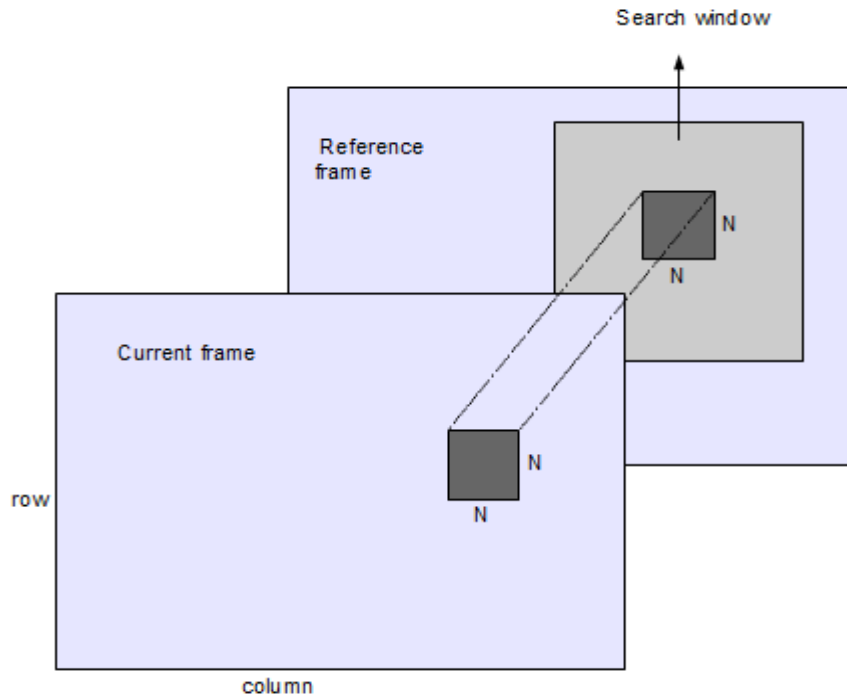 Search window
Reference
frame
N
N
Current frame
N
row
N
column